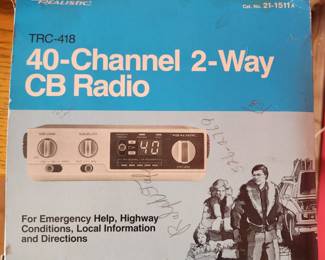 REALISTIC
Cat. No. 21-1511A
TRC-418
40-Channel 2-Way
CB Radio
40
For Emergency Help, Highway
Conditions, Local Information
and Directions